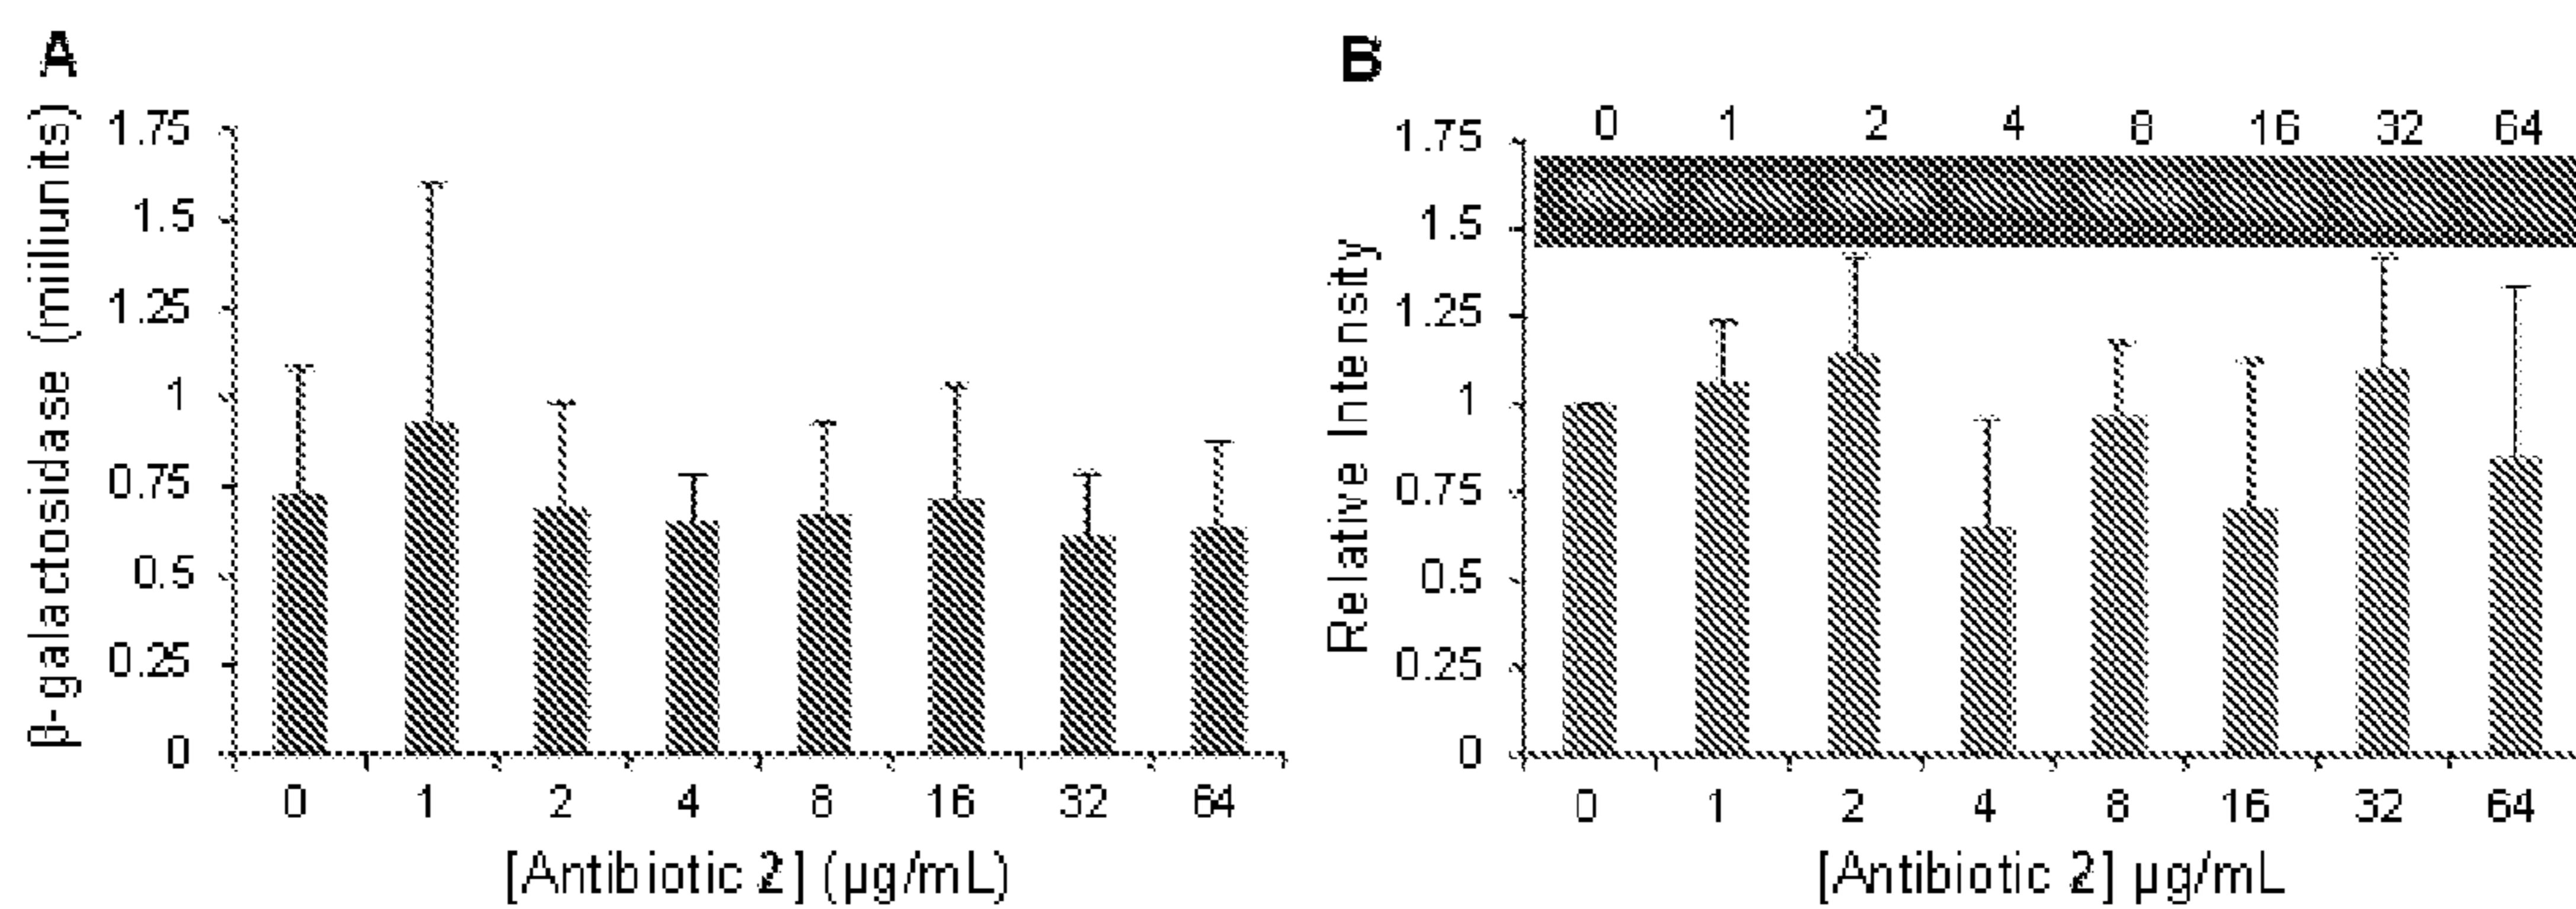 A
β-galactosidase (miiliunits)
1.75
1.5
1.25
1
0.75
0.5
0.25
0
0 1 2 4 8 16 32 64
[Antibiotic 2] (µg/mL)
B
Relative Intensity
0 1 2 4 8 16 32 64
1.75
1.5
1.25
1
0.75
0.5
0.25
0
0 1 2 4 8 16 32 64
[Antibiotic 2] µg/mL